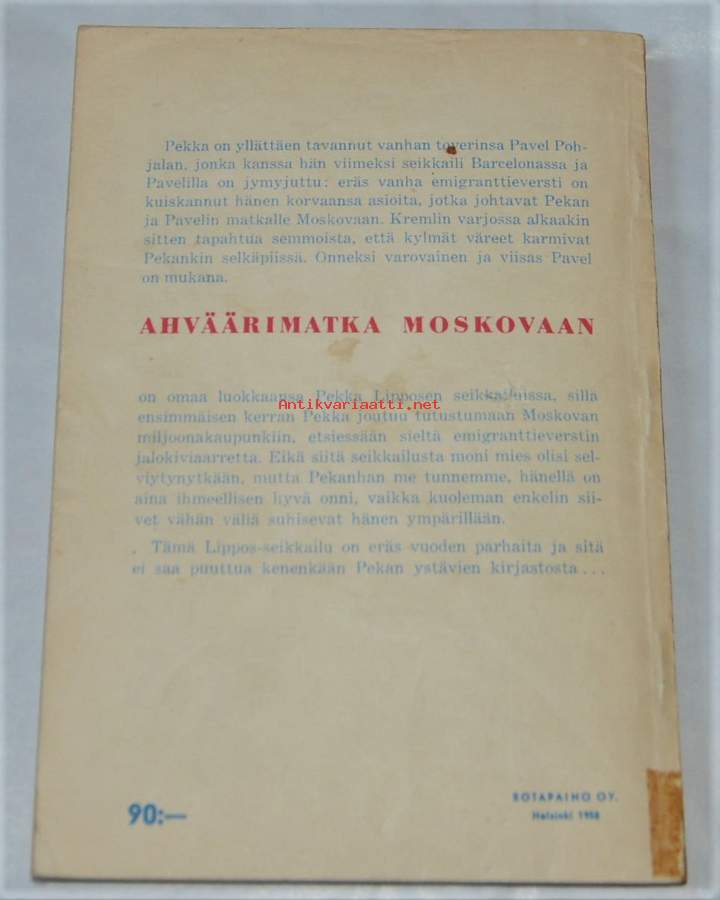 Pekka on yllättäen tavannut vanhan toverinsa Pavel Poh-
jalan, jonka kanssa hän viimeksi seikkaili Barcelonassa ja
Pavelilla on jymyjuttu: eräs vanha emigranttieversti on
kuiskannut hänen korvaansa asioita, jotka johtavat Pekan
ja Pavelin matkalle Moskovaan. Kremlin varjossa alkaakin
sitten tapahtua semmoista, että kylmät väreet karmivat
Pekankin selkäpiissä. Onneksi varovainen ja viisas Pavel
on mukana.
AHVÄÄRIMATKA MOSKOVAAN
on omaa luokkaansa Pekka Lipposen seikkailuissa, sillä
Antikvariaatti.net
ensimmäisen kerran Pekka joutuu tutustumaan Moskovan
miljoonakaupunkiin, etsiessään sieltä emigranttieverstin
jalokiviaarretta. Eikä siitä seikkailusta moni mies olisi sel-
viytynytkään, mutta Pekanhan me tunnemme, hänellä on
aina ihmeellisen hyvä onni, vaikka kuoleman enkelin sii-
vet vähän väliä suhisevat hänen ympärillään.
Tämä Lippos-seikkailu on eräs vuoden parhaita ja sitä
ei saa puuttua kenenkään Pekan ystävien kirjastosta...
90:—
ROTAPAINO OY.
Helsinki 1958